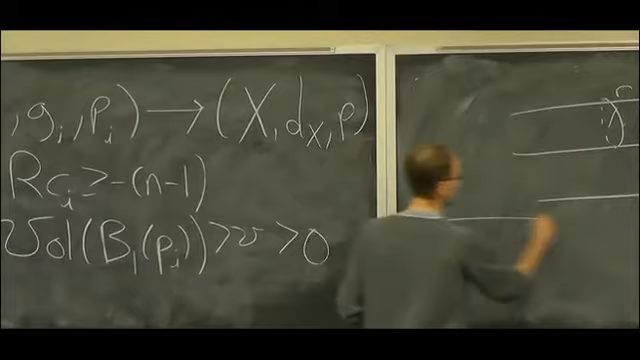 , gᵢ, pᵢ) → (X, d_X, p)
Rcᵢ ≥ -(n-1)
Vol(B₁(pᵢ)) > v > 0
r